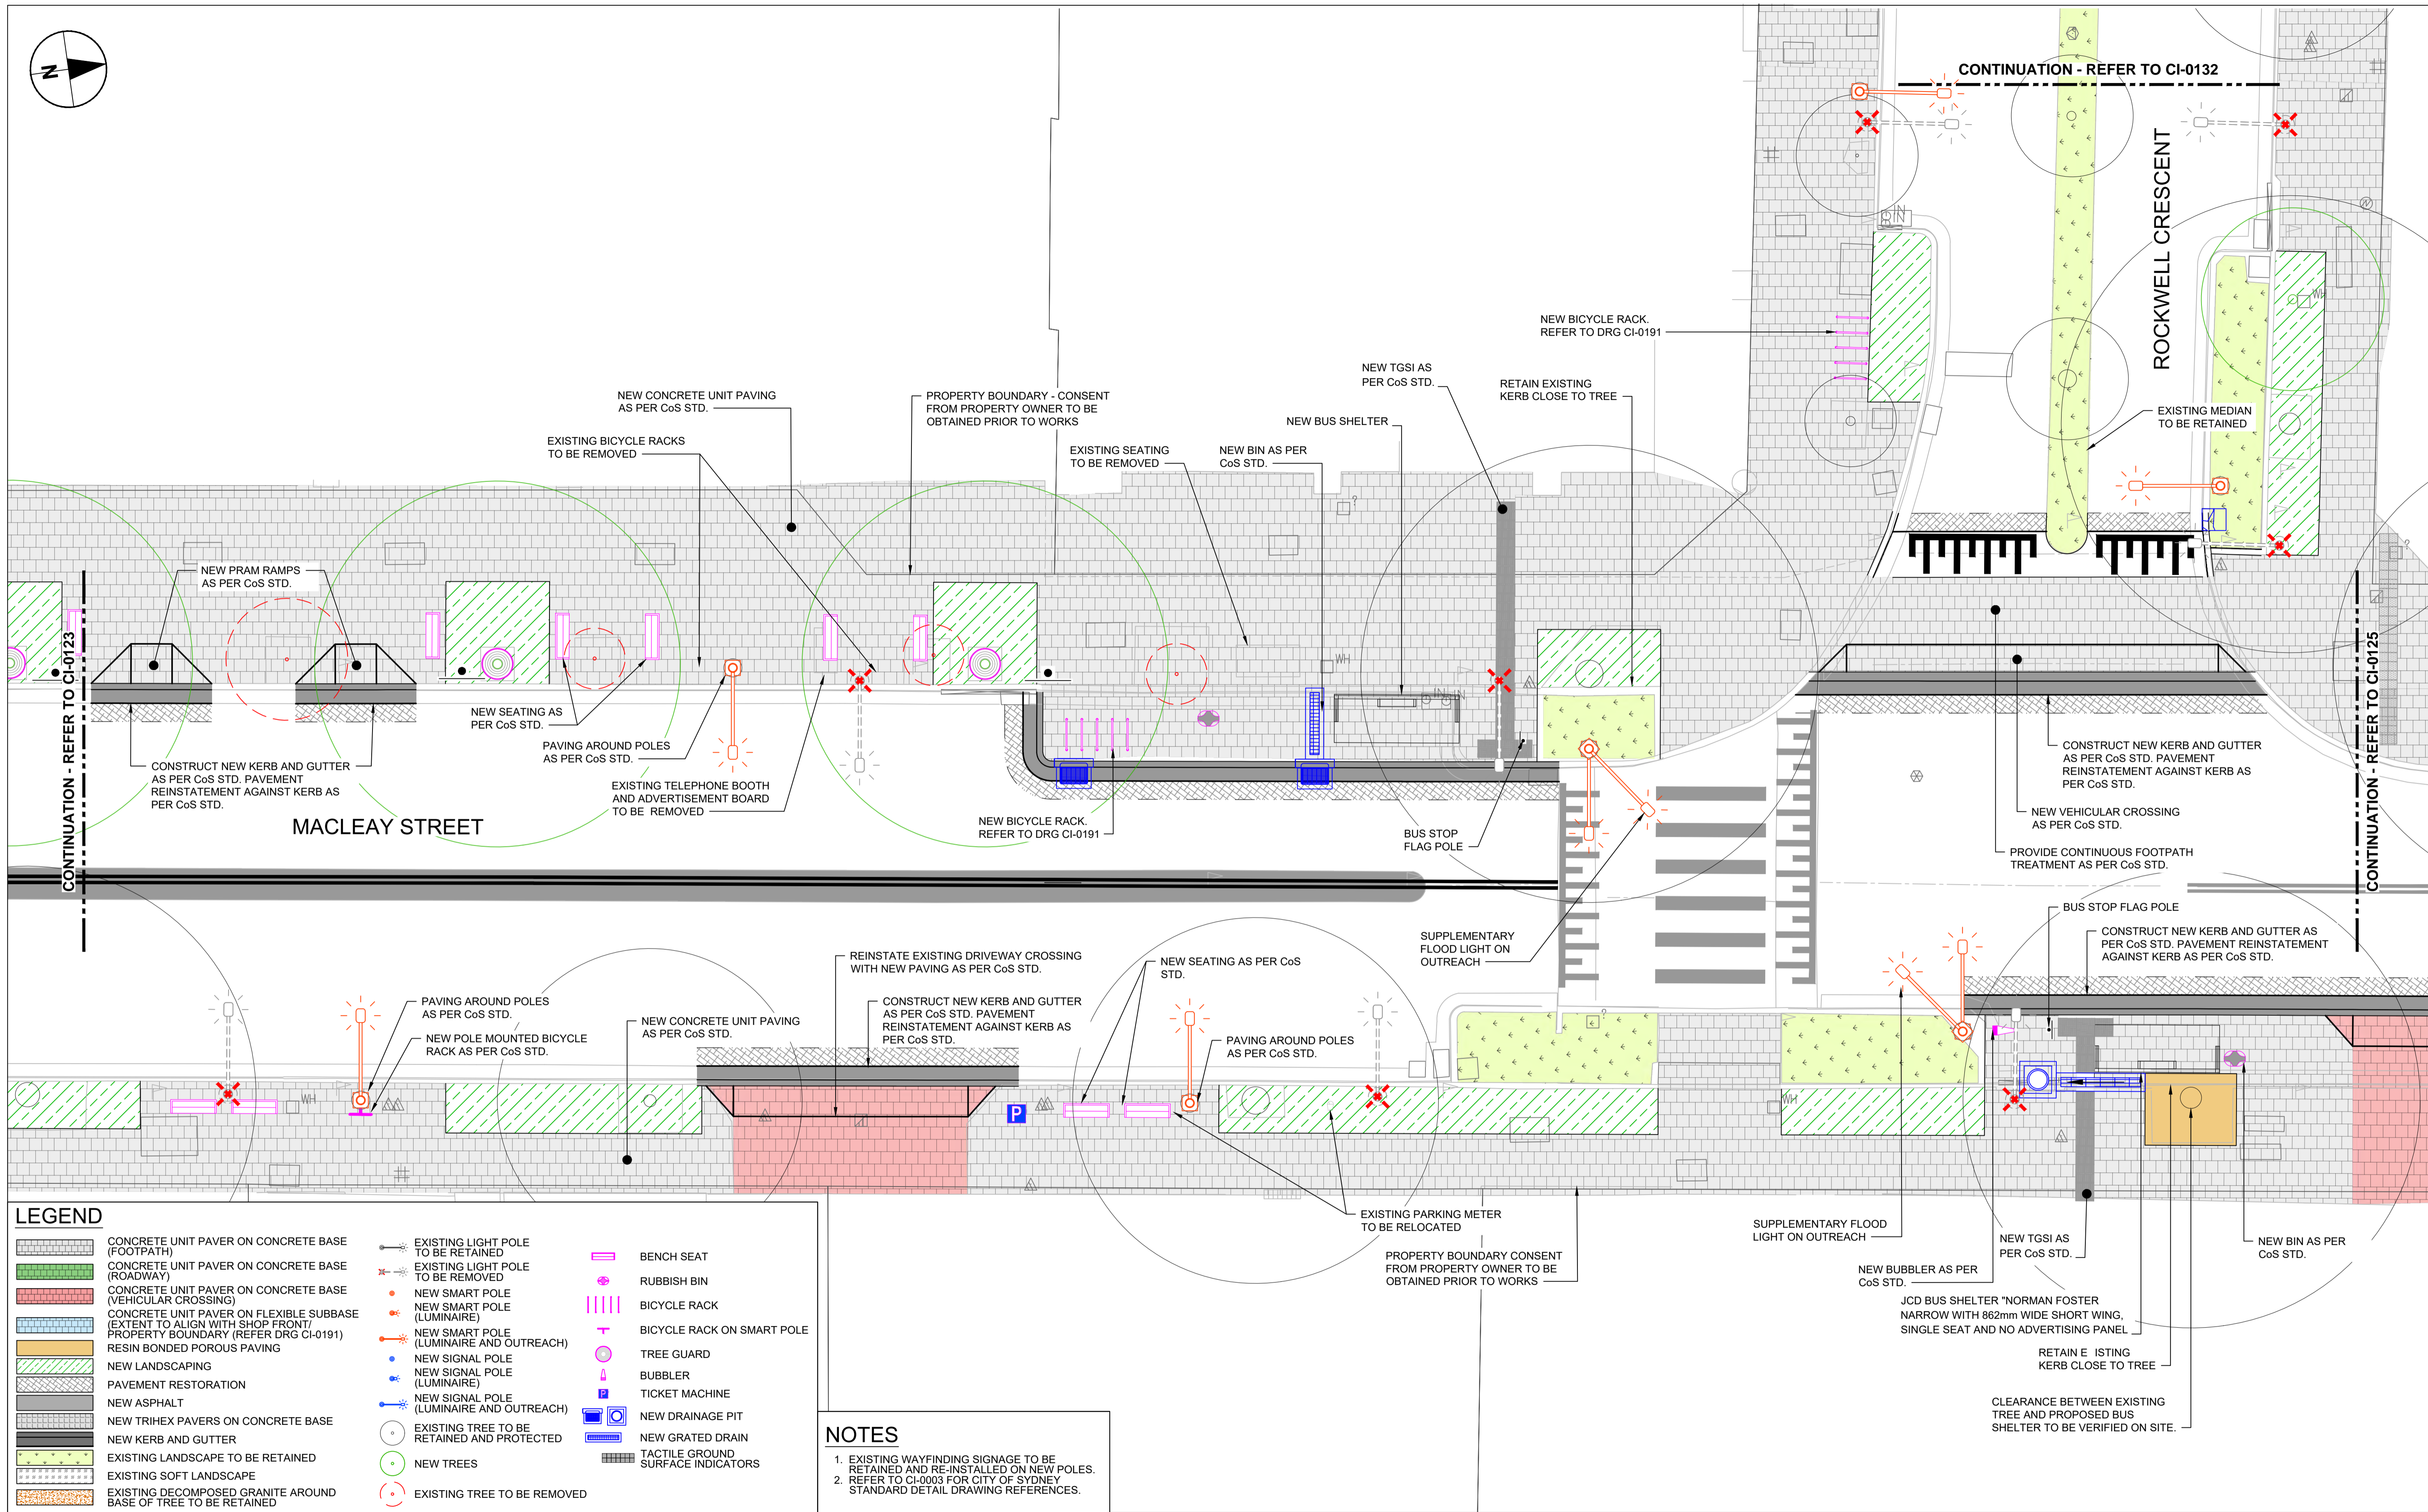 N
CONTINUATION - REFER TO CI-0132
ROCKWELL CRESCENT
NEW BICYCLE RACK.
REFER TO DRG CI-0191
NEW TGSI AS
PER CoS STD.
RETAIN EXISTING
KERB CLOSE TO TREE
NEW CONCRETE UNIT PAVING
AS PER CoS STD.
PROPERTY BOUNDARY - CONSENT
FROM PROPERTY OWNER TO BE
OBTAINED PRIOR TO WORKS
NEW BUS SHELTER
EXISTING MEDIAN
TO BE RETAINED
EXISTING BICYCLE RACKS
TO BE REMOVED
EXISTING SEATING
TO BE REMOVED
NEW BIN AS PER
CoS STD.
NEW PRAM RAMPS
AS PER CoS STD.
?
?
WH
WH
IN
IN
IN
IN
CONTINUATION - REFER TO CI-0123
CONTINUATION - REFER TO CI-0125
NEW SEATING AS
PER CoS STD.
PAVING AROUND POLES
AS PER CoS STD.
CONSTRUCT NEW KERB AND GUTTER
AS PER CoS STD. PAVEMENT
REINSTATEMENT AGAINST KERB AS
PER CoS STD.
EXISTING TELEPHONE BOOTH
AND ADVERTISEMENT BOARD
TO BE REMOVED
MACLEAY STREET
NEW BICYCLE RACK.
REFER TO DRG CI-0191
BUS STOP
FLAG POLE
CONSTRUCT NEW KERB AND GUTTER
AS PER CoS STD. PAVEMENT
REINSTATEMENT AGAINST KERB AS
PER CoS STD.
NEW VEHICULAR CROSSING
AS PER CoS STD.
PROVIDE CONTINUOUS FOOTPATH
TREATMENT AS PER CoS STD.
BUS STOP FLAG POLE
SUPPLEMENTARY
FLOOD LIGHT ON
OUTREACH
CONSTRUCT NEW KERB AND GUTTER AS
PER CoS STD. PAVEMENT REINSTATEMENT
AGAINST KERB AS PER CoS STD.
REINSTATE EXISTING DRIVEWAY CROSSING
WITH NEW PAVING AS PER CoS STD.
NEW SEATING AS PER CoS
STD.
PAVING AROUND POLES
AS PER CoS STD.
CONSTRUCT NEW KERB AND GUTTER
AS PER CoS STD. PAVEMENT
REINSTATEMENT AGAINST KERB AS
PER CoS STD.
NEW CONCRETE UNIT PAVING
AS PER CoS STD.
NEW POLE MOUNTED BICYCLE
RACK AS PER CoS STD.
PAVING AROUND POLES
AS PER CoS STD.
?
WH
WH
P
EXISTING PARKING METER
TO BE RELOCATED
PROPERTY BOUNDARY CONSENT
FROM PROPERTY OWNER TO BE
OBTAINED PRIOR TO WORKS
SUPPLEMENTARY FLOOD
LIGHT ON OUTREACH
NEW TGSI AS
PER CoS STD.
NEW BIN AS PER
CoS STD.
NEW BUBBLER AS PER
CoS STD.
JCD BUS SHELTER "NORMAN FOSTER
NARROW WITH 862mm WIDE SHORT WING,
SINGLE SEAT AND NO ADVERTISING PANEL
RETAIN E ISTING
KERB CLOSE TO TREE
CLEARANCE BETWEEN EXISTING
TREE AND PROPOSED BUS
SHELTER TO BE VERIFIED ON SITE.
LEGEND
CONCRETE UNIT PAVER ON CONCRETE BASE
(FOOTPATH)
CONCRETE UNIT PAVER ON CONCRETE BASE
(ROADWAY)
CONCRETE UNIT PAVER ON CONCRETE BASE
(VEHICULAR CROSSING)
CONCRETE UNIT PAVER ON FLEXIBLE SUBBASE
(EXTENT TO ALIGN WITH SHOP FRONT/
PROPERTY BOUNDARY (REFER DRG CI-0191)
RESIN BONDED POROUS PAVING
NEW LANDSCAPING
PAVEMENT RESTORATION
NEW ASPHALT
NEW TRIHEX PAVERS ON CONCRETE BASE
NEW KERB AND GUTTER
EXISTING LANDSCAPE TO BE RETAINED
EXISTING SOFT LANDSCAPE
EXISTING DECOMPOSED GRANITE AROUND
BASE OF TREE TO BE RETAINED
EXISTING LIGHT POLE
TO BE RETAINED
EXISTING LIGHT POLE
TO BE REMOVED
NEW SMART POLE
NEW SMART POLE
(LUMINAIRE)
NEW SMART POLE
(LUMINAIRE AND OUTREACH)
NEW SIGNAL POLE
NEW SIGNAL POLE
(LUMINAIRE)
NEW SIGNAL POLE
(LUMINAIRE AND OUTREACH)
EXISTING TREE TO BE
RETAINED AND PROTECTED
NEW TREES
EXISTING TREE TO BE REMOVED
BENCH SEAT
RUBBISH BIN
BICYCLE RACK
BICYCLE RACK ON SMART POLE
TREE GUARD
BUBBLER
P
TICKET MACHINE
NEW DRAINAGE PIT
NEW GRATED DRAIN
TACTILE GROUND
SURFACE INDICATORS
NOTES
1. EXISTING WAYFINDING SIGNAGE TO BE
RETAINED AND RE-INSTALLED ON NEW POLES.
2. REFER TO CI-0003 FOR CITY OF SYDNEY
STANDARD DETAIL DRAWING REFERENCES.